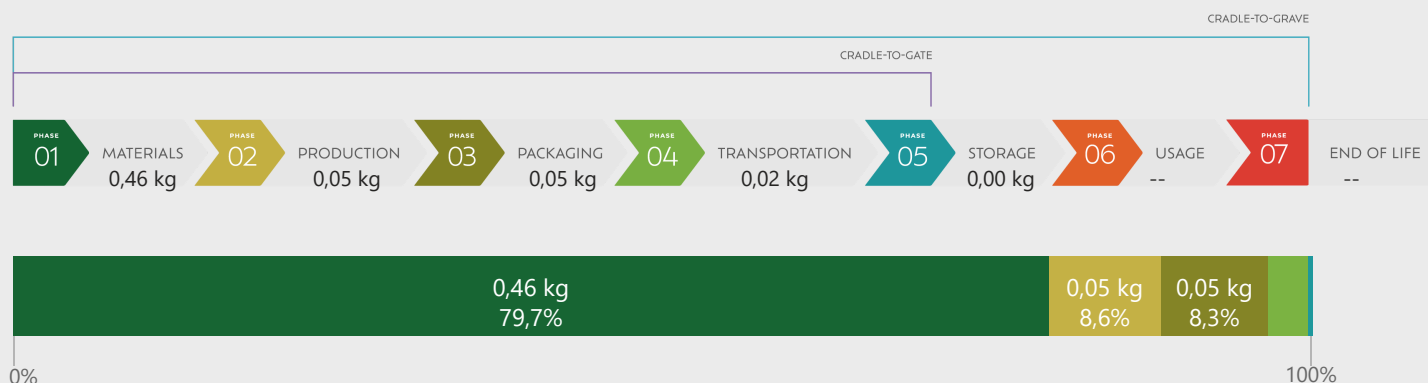 CRADLE-TO-GRAVE
CRADLE-TO-GATE
PHASE
01
MATERIALS
0,46 kg
PHASE
02
PRODUCTION
0,05 kg
PHASE
03
PACKAGING
0,05 kg
PHASE
04
TRANSPORTATION
0,02 kg
PHASE
05
STORAGE
0,00 kg
PHASE
06
USAGE
--
PHASE
07
END OF LIFE
--
0,46 kg
79,7%
0,05 kg
8,6%
0,05 kg
8,3%
0%
100%